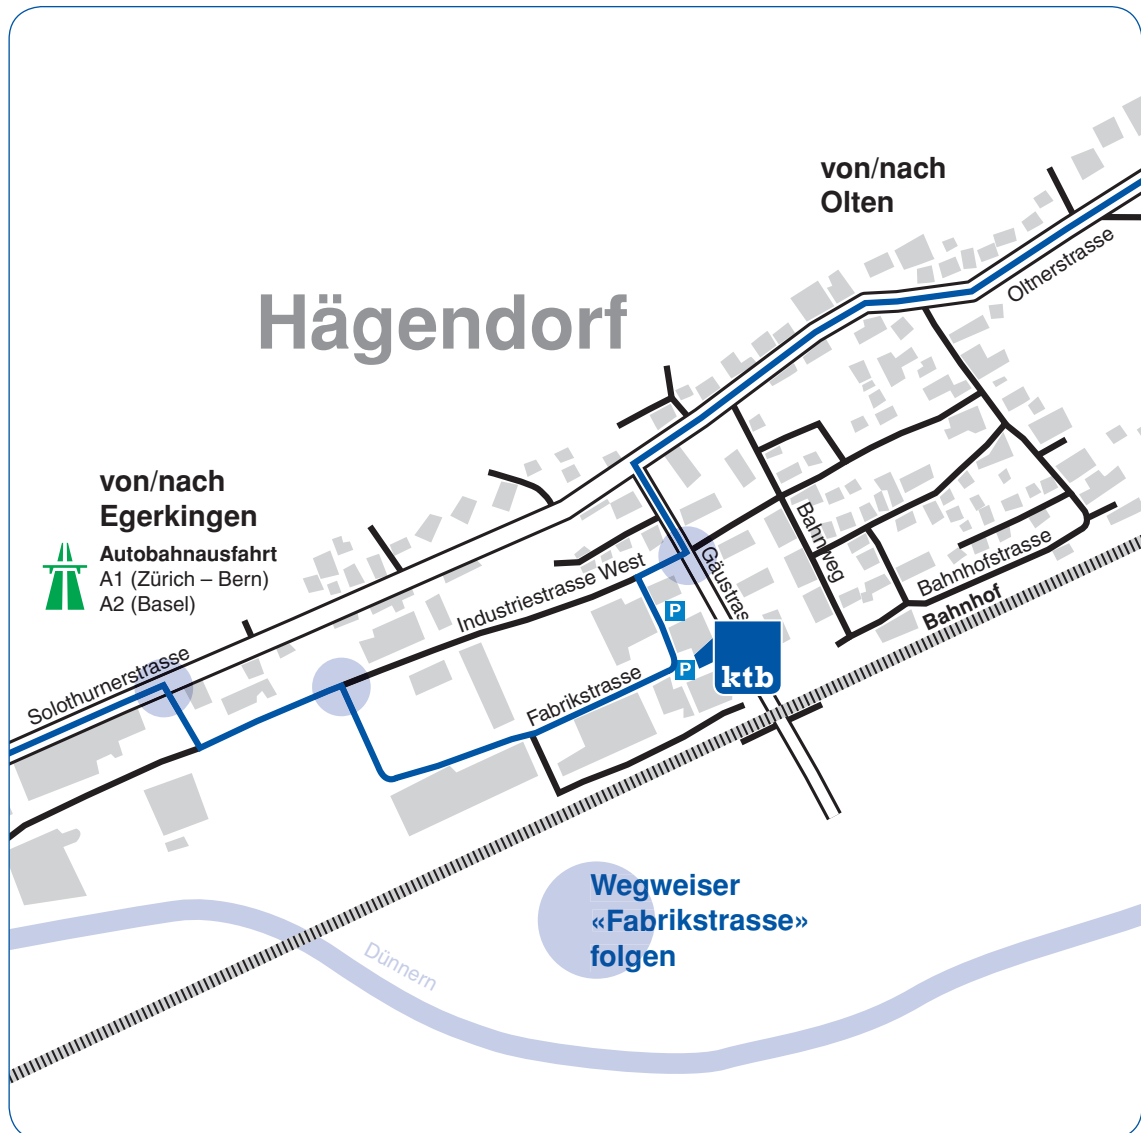 von/nach
Olten
Oltnerstrasse
Hägendorf
von/nach
Egerkingen
Autobahnausfahrt
A1 (Zürich – Bern)
A2 (Basel)
Bahnweg
Gäustras
Industriestrasse West
Bahnhofstrasse
Bahnhof
P
P
ktb
Solothurnerstrasse
Fabrikstrasse
Wegweiser
«Fabrikstrasse»
folgen
Dünnern